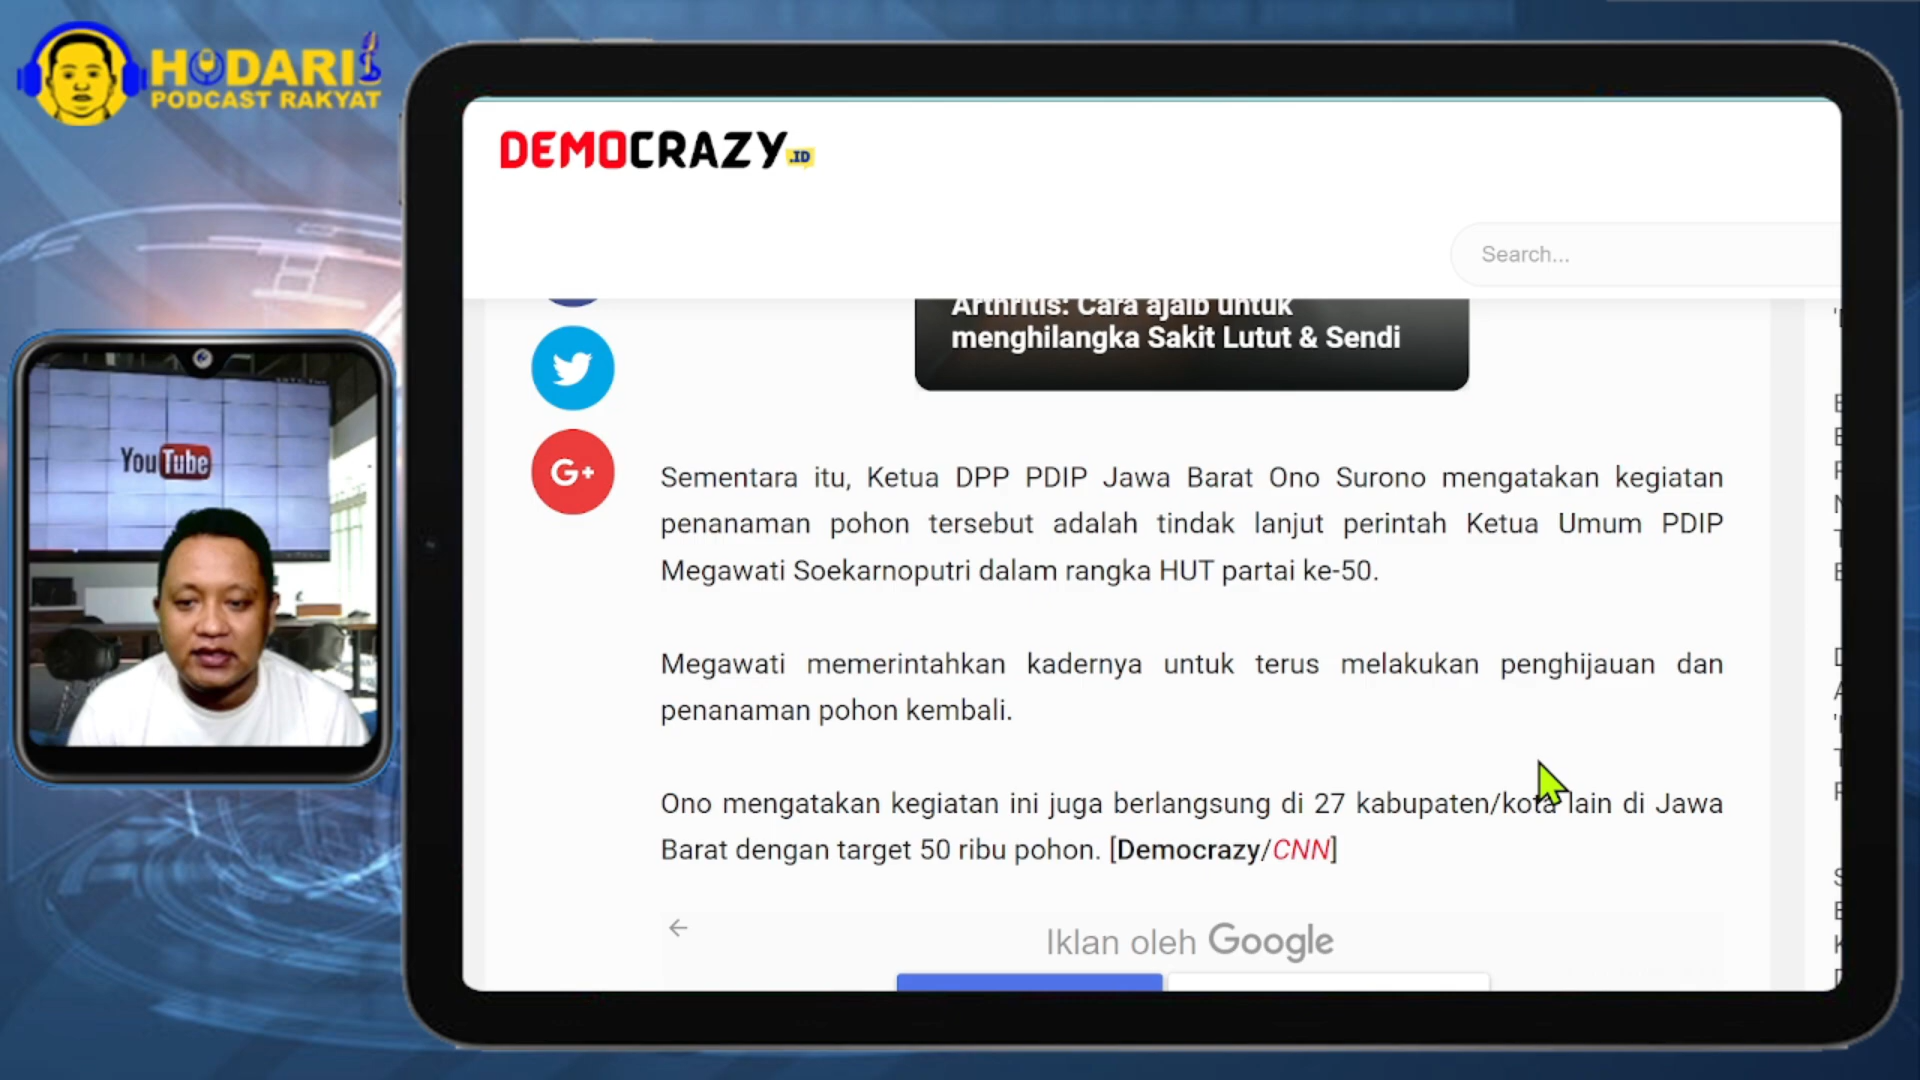 HODARI
PODCAST RAKYAT
DEMOCRAZY.ID
Search...
Arthritis: Cara ajaib untuk
menghilangka Sakit Lutut & Sendi
G+
YouTube
Sementara itu, Ketua DPP PDIP Jawa Barat Ono Surono mengatakan kegiatan
penanaman pohon tersebut adalah tindak lanjut perintah Ketua Umum PDIP
Megawati Soekarnoputri dalam rangka HUT partai ke-50.
Megawati memerintahkan kadernya untuk terus melakukan penghijauan dan
penanaman pohon kembali.
Ono mengatakan kegiatan ini juga berlangsung di 27 kabupaten/kota lain di Jawa
Barat dengan target 50 ribu pohon. [Democrazy/CNN]
Iklan oleh Google